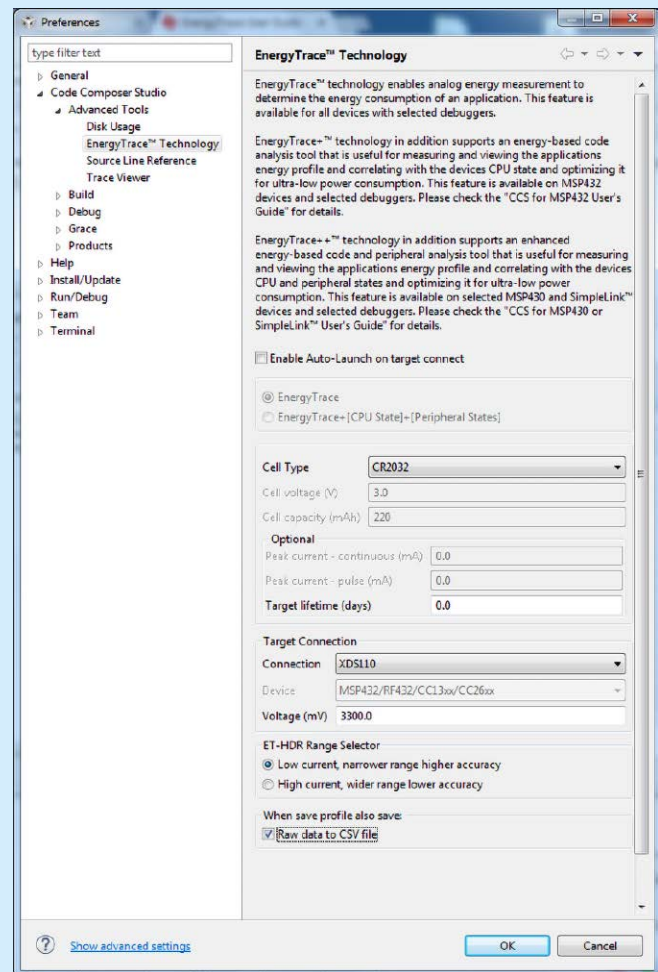 Preferences
type filter text
General
Code Composer Studio
Advanced Tools
Disk Usage
EnergyTrace™ Technology
Source Line Reference
Trace Viewer
Build
Debug
Grace
Products
Help
Install/Update
Run/Debug
Team
Terminal
EnergyTrace™ Technology
EnergyTrace™ technology enables analog energy measurement to
determine the energy consumption of an application. This feature is
available for all devices with selected debuggers.
EnergyTrace+™ technology in addition supports an energy-based code
analysis tool that is useful for measuring and viewing the applications
energy profile and correlating with the devices CPU state and optimizing it
for ultra-low power consumption. This feature is available on MSP432
devices and selected debuggers. Please check the "CCS for MSP432 User's
Guide" for details.
EnergyTrace++™ technology in addition supports an enhanced
energy-based code and peripheral analysis tool that is useful for measuring
and viewing the applications energy profile and correlating with the devices
CPU and peripheral states and optimizing it for ultra-low power
consumption. This feature is available on selected MSP430 and SimpleLink™
devices and selected debuggers. Please check the "CCS for MSP430 or
SimpleLink™ User's Guide" for details.
Enable Auto-Launch on target connect
EnergyTrace
EnergyTrace+[CPU State]+[Peripheral States]
Cell Type CR2032
Cell voltage (V) 3.0
Cell capacity (mAh) 220
Optional
Peak current - continuous (mA) 0.0
Peak current - pulse (mA) 0.0
Target lifetime (days) 0.0
Target Connection
Connection XDS110
Device MSP432/RF432/CC13xx/CC26xx
Voltage (mV) 3300.0
ET-HDR Range Selector
Low current, narrower range higher accuracy
High current, wider range lower accuracy
When save profile also save:
Raw data to CSV file
Show advanced settings
OK
Cancel